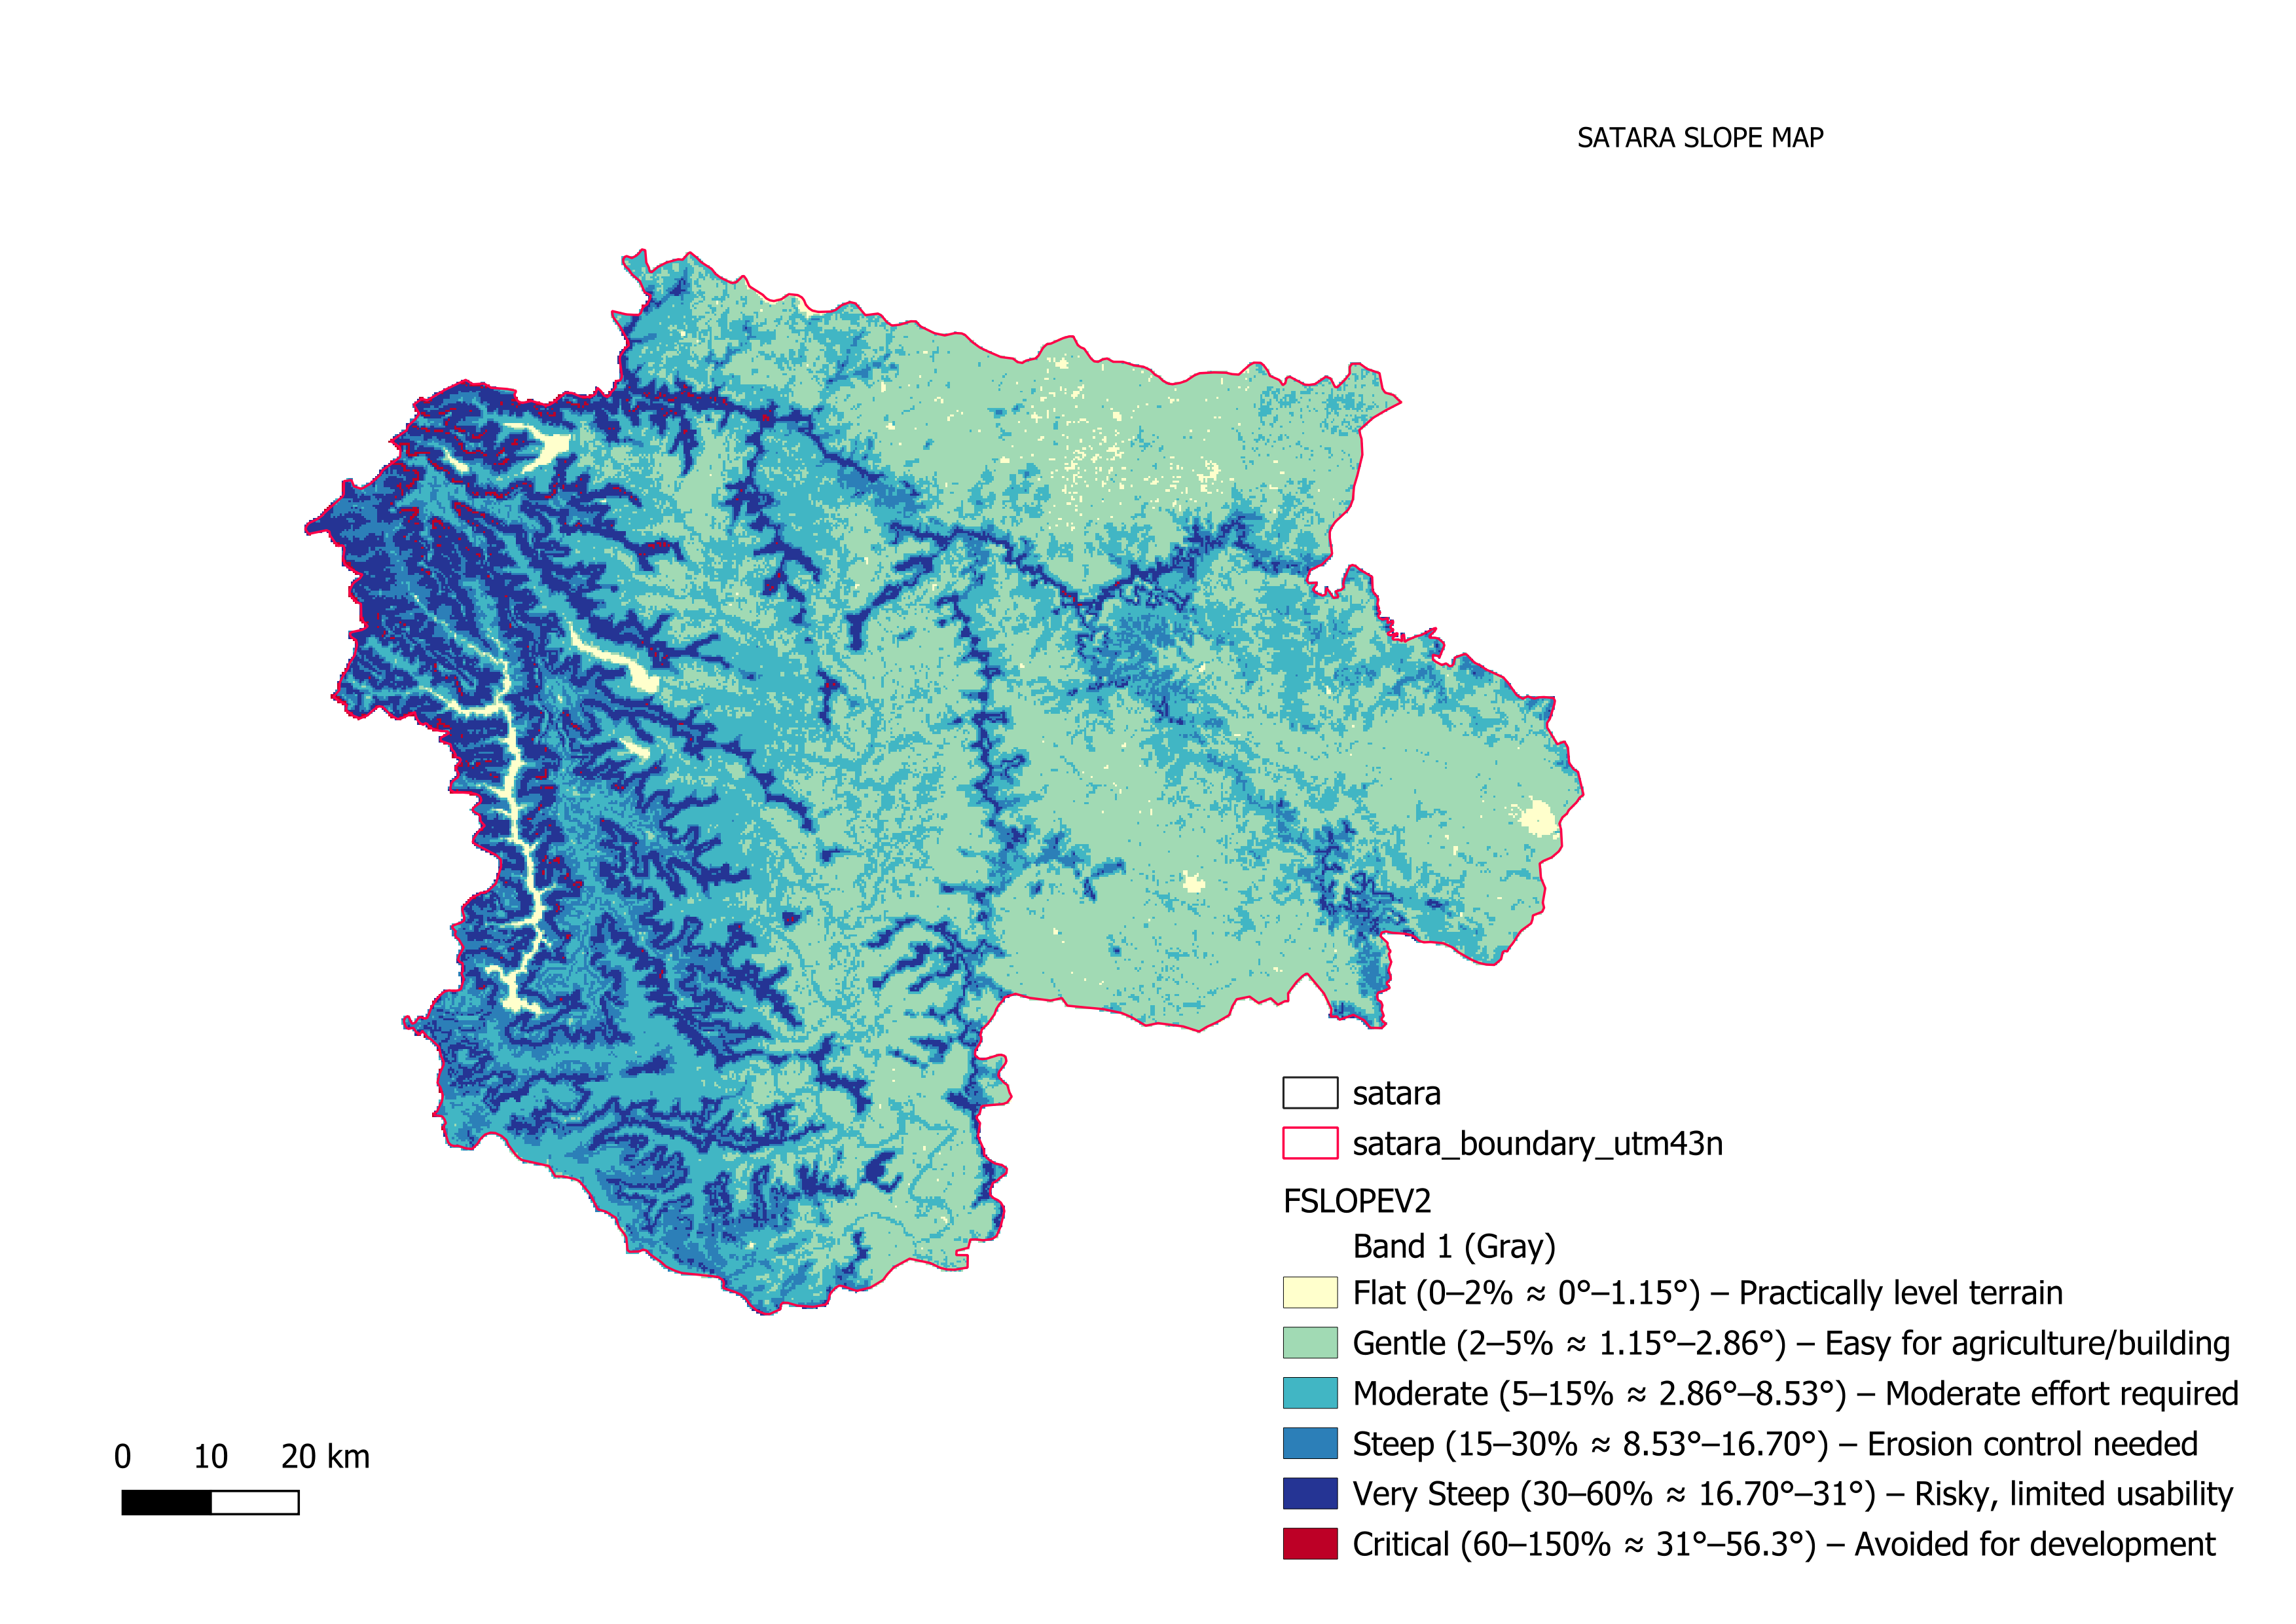 SATARA SLOPE MAP
satara
satara_boundary_utm43n
FSLOPEV2
Band 1 (Gray)
Flat (0–2% ≈ 0°–1.15°) – Practically level terrain
Gentle (2–5% ≈ 1.15°–2.86°) – Easy for agriculture/building
Moderate (5–15% ≈ 2.86°–8.53°) – Moderate effort required
Steep (15–30% ≈ 8.53°–16.70°) – Erosion control needed
Very Steep (30–60% ≈ 16.70°–31°) – Risky, limited usability
Critical (60–150% ≈ 31°–56.3°) – Avoided for development
0 10 20 km